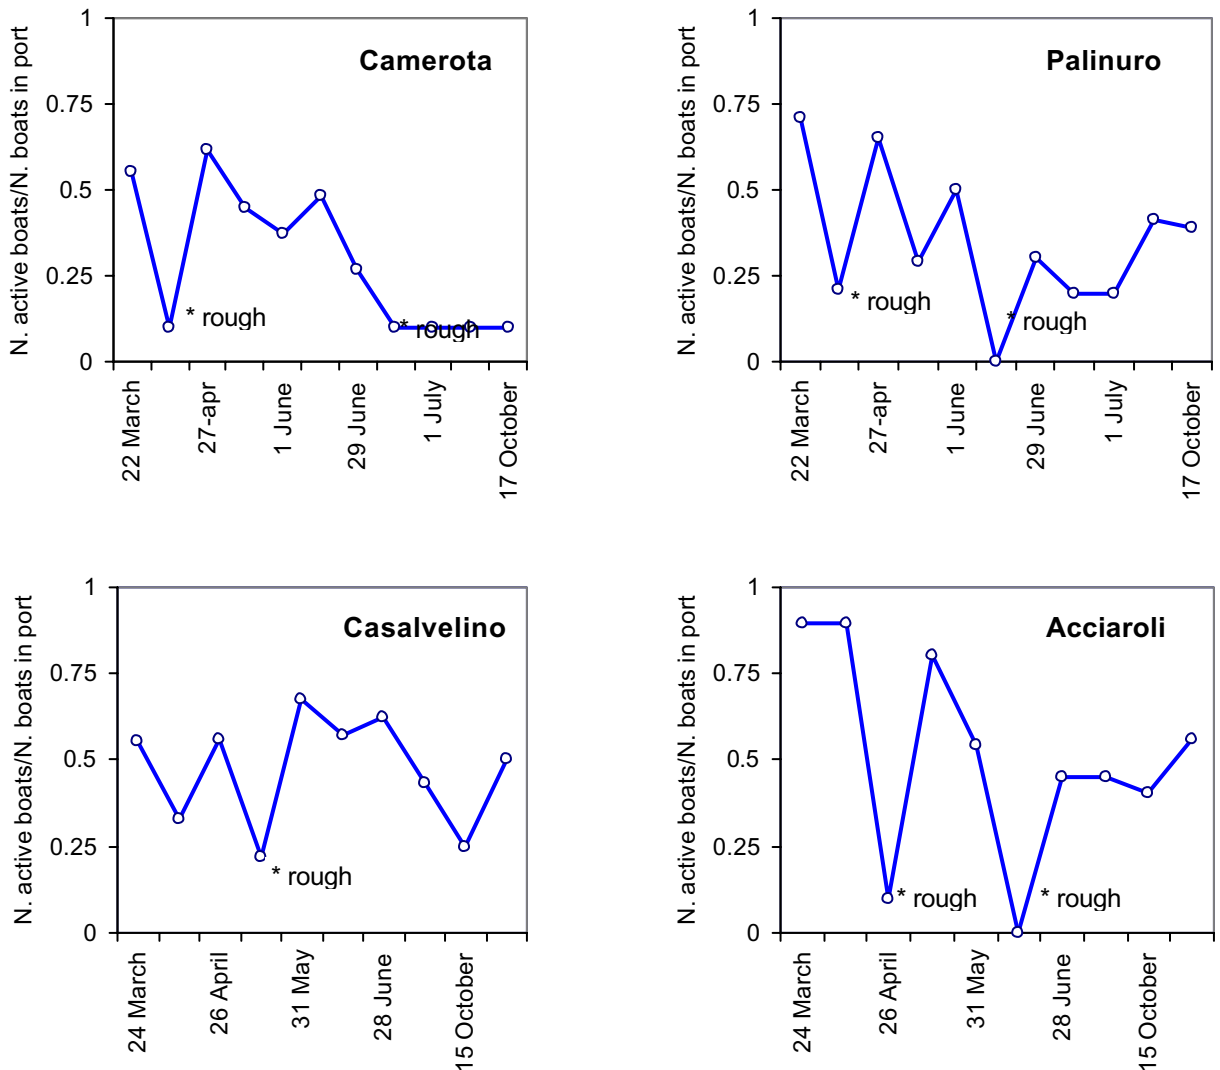 N. active boats/N. boats in port
1
0.75
0.5
0.25
0
Camerota
* rough
* rough
22 March
27-apr
1 June
29 June
1 July
17 October
N. active boats/N. boats in port
1
0.75
0.5
0.25
0
Palinuro
* rough
* rough
22 March
27-apr
1 June
29 June
1 July
17 October
N. active boats/N. boats in port
1
0.75
0.5
0.25
0
Casalvelino
* rough
24 March
26 April
31 May
28 June
15 October
N. active boats/N. boats in port
1
0.75
0.5
0.25
0
Acciaroli
* rough
* rough
24 March
26 April
31 May
28 June
15 October